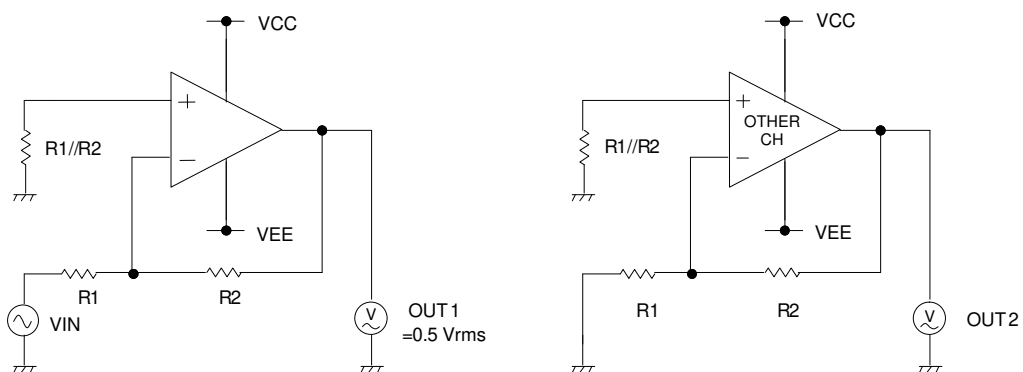 VCC
+
R1//R2
−
VEE
R1
R2
VIN
V
OUT1
=0.5 Vrms
VCC
+
OTHER
CH
R1//R2
−
VEE
R1
R2
V
OUT2